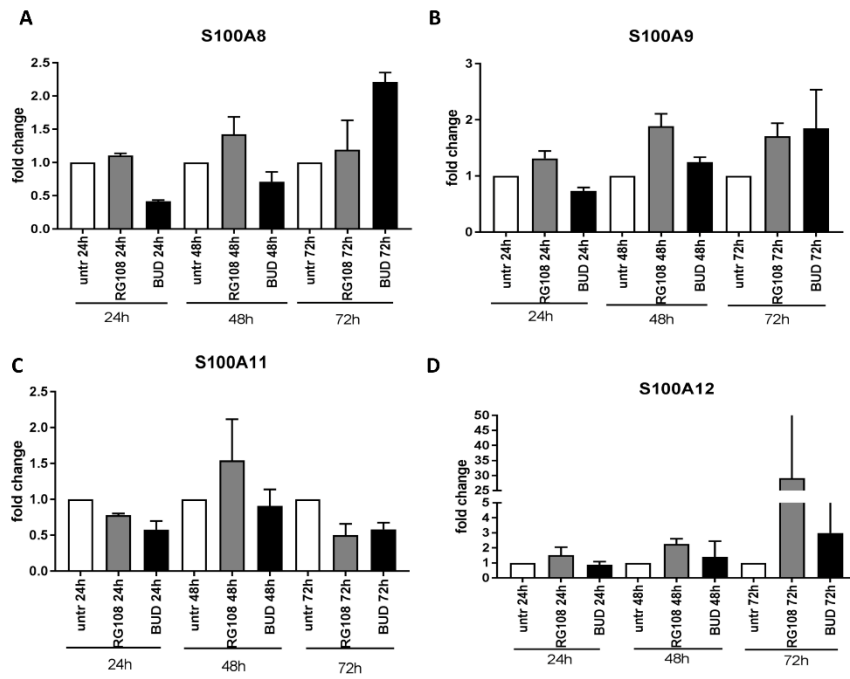 A
S100A8
fold change
2.5
2.0
1.5
1.0
0.5
0.0
untr 24h
RG108 24h
BUD 24h
untr 48h
RG108 48h
BUD 48h
untr 72h
RG108 72h
BUD 72h
24h
48h
72h
B
S100A9
fold change
3
2
1
0
untr 24h
RG108 24h
BUD 24h
untr 48h
RG108 48h
BUD 48h
untr 72h
RG108 72h
BUD 72h
24h
48h
72h
C
S100A11
fold change
2.5
2.0
1.5
1.0
0.5
0.0
untr 24h
RG108 24h
BUD 24h
untr 48h
RG108 48h
BUD 48h
untr 72h
RG108 72h
BUD 72h
24h
48h
72h
D
S100A12
fold change
50
45
40
35
30
25
5
4
3
2
1
0
untr 24h
RG108 24h
BUD 24h
untr 48h
RG108 48h
BUD 48h
untr 72h
RG108 72h
BUD 72h
24h
48h
72h